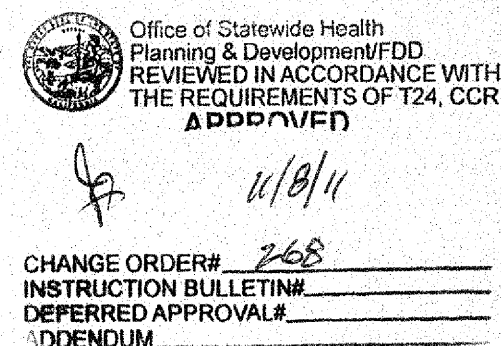 Office of Statewide Health
Planning & Development/FDD
REVIEWED IN ACCORDANCE WITH
THE REQUIREMENTS OF T24, CCR
APPROVED
11/8/11
CHANGE ORDER# 268
INSTRUCTION BULLETIN#
DEFERRED APPROVAL#
ADDENDUM